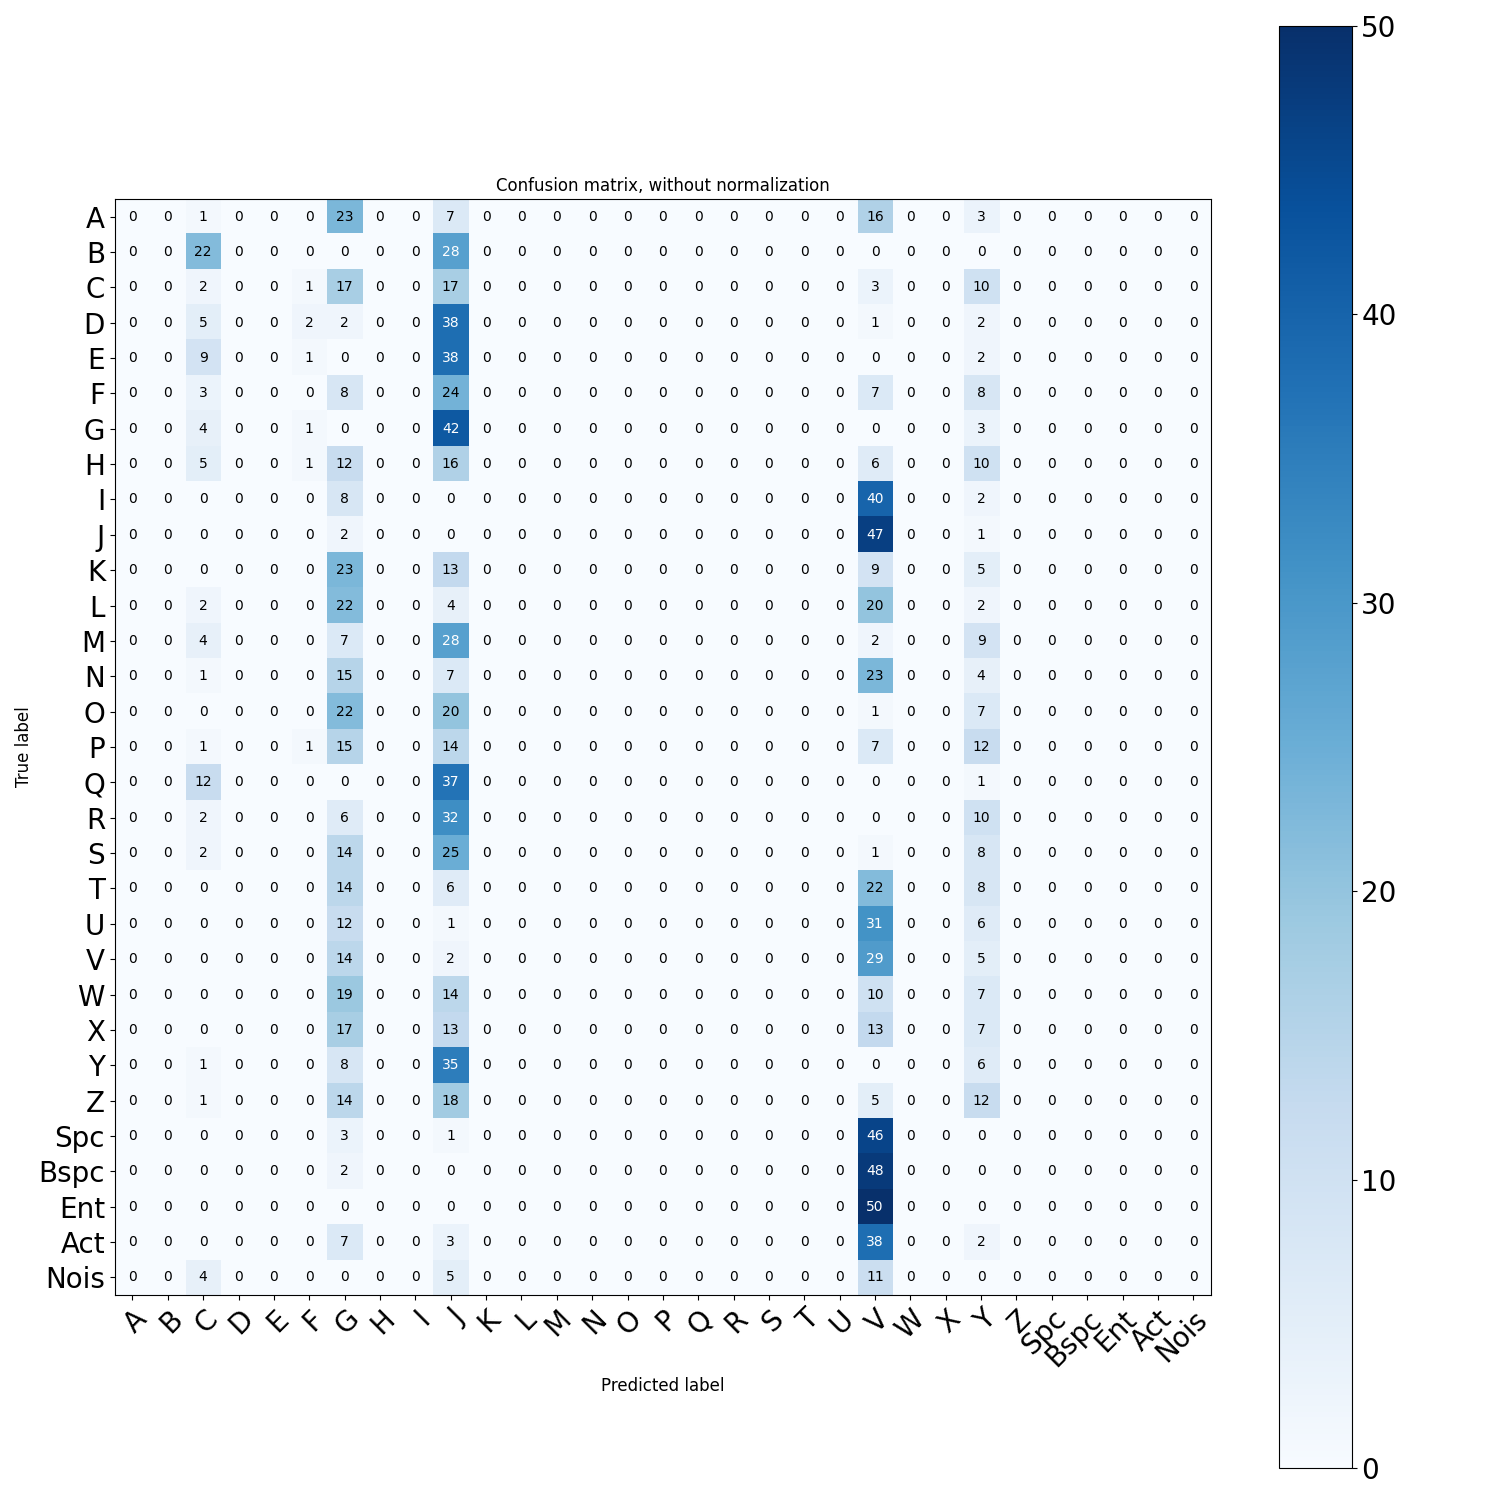 Confusion matrix, without normalization
A 0 0 1 0 0 0 23 0 0 7 0 0 0 0 0 0 0 0 0 0 0 16 0 0 3 0 0 0 0 0 0
B 0 0 22 0 0 0 0 0 0 28 0 0 0 0 0 0 0 0 0 0 0 0 0 0 0 0 0 0 0 0 0
C 0 0 2 0 0 1 17 0 0 17 0 0 0 0 0 0 0 0 0 0 0 3 0 0 10 0 0 0 0 0 0
D 0 0 5 0 0 2 2 0 0 38 0 0 0 0 0 0 0 0 0 0 0 1 0 0 2 0 0 0 0 0 0
E 0 0 9 0 0 1 0 0 0 38 0 0 0 0 0 0 0 0 0 0 0 0 0 0 2 0 0 0 0 0 0
F 0 0 3 0 0 0 8 0 0 24 0 0 0 0 0 0 0 0 0 0 0 7 0 0 8 0 0 0 0 0 0
G 0 0 4 0 0 1 0 0 0 42 0 0 0 0 0 0 0 0 0 0 0 0 0 0 3 0 0 0 0 0 0
H 0 0 5 0 0 1 12 0 0 16 0 0 0 0 0 0 0 0 0 0 0 6 0 0 10 0 0 0 0 0 0
I 0 0 0 0 0 0 8 0 0 0 0 0 0 0 0 0 0 0 0 0 0 40 0 0 2 0 0 0 0 0 0
J 0 0 0 0 0 0 2 0 0 0 0 0 0 0 0 0 0 0 0 0 0 47 0 0 1 0 0 0 0 0 0
K 0 0 0 0 0 0 23 0 0 13 0 0 0 0 0 0 0 0 0 0 0 9 0 0 5 0 0 0 0 0 0
L 0 0 2 0 0 0 22 0 0 4 0 0 0 0 0 0 0 0 0 0 0 20 0 0 2 0 0 0 0 0 0
M 0 0 4 0 0 0 7 0 0 28 0 0 0 0 0 0 0 0 0 0 0 2 0 0 9 0 0 0 0 0 0
N 0 0 1 0 0 0 15 0 0 7 0 0 0 0 0 0 0 0 0 0 0 23 0 0 4 0 0 0 0 0 0
O 0 0 0 0 0 0 22 0 0 20 0 0 0 0 0 0 0 0 0 0 0 1 0 0 7 0 0 0 0 0 0
P 0 0 1 0 0 1 15 0 0 14 0 0 0 0 0 0 0 0 0 0 0 7 0 0 12 0 0 0 0 0 0
Q 0 0 12 0 0 0 0 0 0 37 0 0 0 0 0 0 0 0 0 0 0 0 0 0 1 0 0 0 0 0 0
R 0 0 2 0 0 0 6 0 0 32 0 0 0 0 0 0 0 0 0 0 0 0 0 0 10 0 0 0 0 0 0
S 0 0 2 0 0 0 14 0 0 25 0 0 0 0 0 0 0 0 0 0 0 1 0 0 8 0 0 0 0 0 0
T 0 0 0 0 0 0 14 0 0 6 0 0 0 0 0 0 0 0 0 0 0 22 0 0 8 0 0 0 0 0 0
U 0 0 0 0 0 0 12 0 0 1 0 0 0 0 0 0 0 0 0 0 0 31 0 0 6 0 0 0 0 0 0
V 0 0 0 0 0 0 14 0 0 2 0 0 0 0 0 0 0 0 0 0 0 29 0 0 5 0 0 0 0 0 0
W 0 0 0 0 0 0 19 0 0 14 0 0 0 0 0 0 0 0 0 0 0 10 0 0 7 0 0 0 0 0 0
X 0 0 0 0 0 0 17 0 0 13 0 0 0 0 0 0 0 0 0 0 0 13 0 0 7 0 0 0 0 0 0
Y 0 0 1 0 0 0 8 0 0 35 0 0 0 0 0 0 0 0 0 0 0 0 0 0 6 0 0 0 0 0 0
Z 0 0 1 0 0 0 14 0 0 18 0 0 0 0 0 0 0 0 0 0 0 5 0 0 12 0 0 0 0 0 0
Spc 0 0 0 0 0 0 3 0 0 1 0 0 0 0 0 0 0 0 0 0 0 46 0 0 0 0 0 0 0 0 0
Bspc 0 0 0 0 0 0 2 0 0 0 0 0 0 0 0 0 0 0 0 0 0 48 0 0 0 0 0 0 0 0 0
Ent 0 0 0 0 0 0 0 0 0 0 0 0 0 0 0 0 0 0 0 0 0 50 0 0 0 0 0 0 0 0 0
Act 0 0 0 0 0 0 7 0 0 3 0 0 0 0 0 0 0 0 0 0 0 38 0 0 2 0 0 0 0 0 0
Nois 0 0 4 0 0 0 0 0 0 5 0 0 0 0 0 0 0 0 0 0 0 11 0 0 0 0 0 0 0 0 0
A B C D E F G H I J K L M N O P Q R S T U V W X Y Z Spc Bspc Ent Act Nois
Predicted label
True label
50
40
30
20
10
0